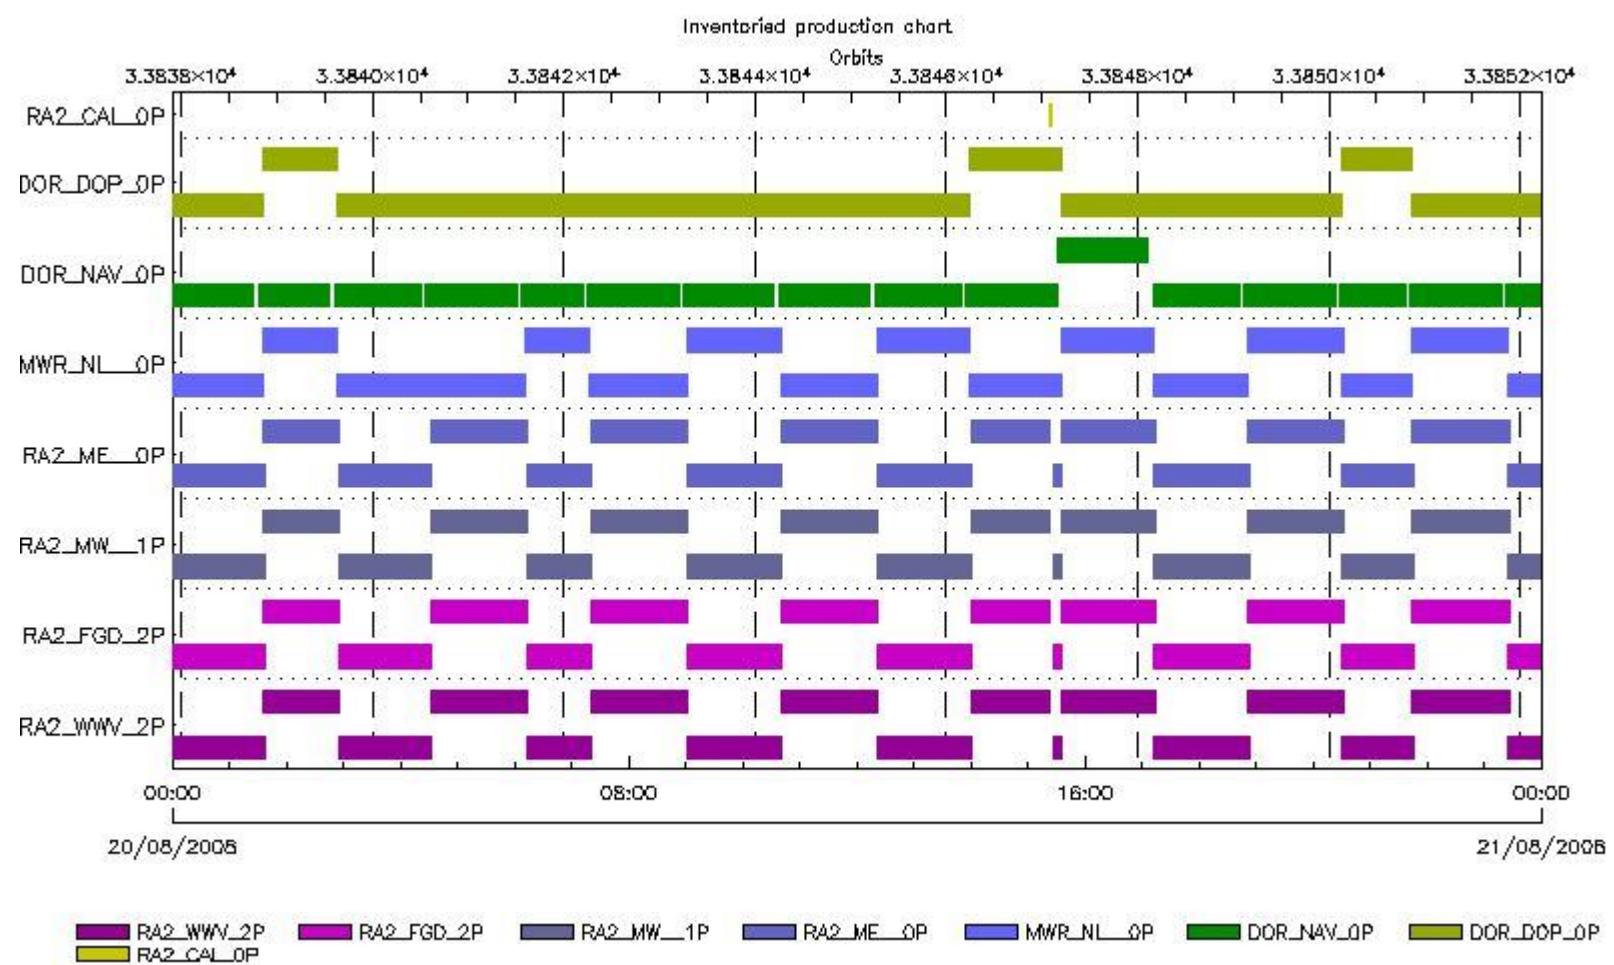 Inventoried production chart
Orbits
3.3838×10⁴ 3.3840×10⁴ 3.3842×10⁴ 3.3844×10⁴ 3.3846×10⁴ 3.3848×10⁴ 3.3850×10⁴ 3.3852×10⁴
RA2_CAL_0P
DOR_DOP_0P
DOR_NAV_0P
MWR_NL__0P
RA2_ME__0P
RA2_MW__1P
RA2_FGD_2P
RA2_WWV_2P
00:00 08:00 16:00 00:00
20/08/2008 21/08/2008
RA2_WWV_2P RA2_FGD_2P RA2_MW__1P RA2_ME__0P MWR_NL__0P DOR_NAV_0P DOR_DOP_0P
RA2_CAL_0P